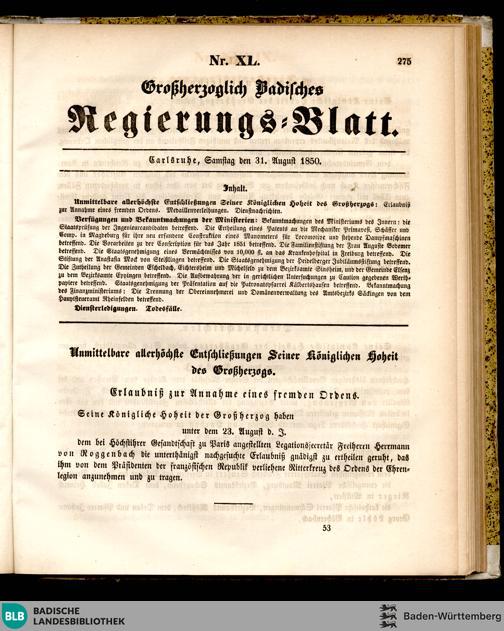 Nr. XL.
275
Großherzoglich Badisches
Regierungs-Blatt.
Carlsruhe, Samstag den 31. August 1850.
Inhalt.
Unmittelbare allerhöchste Entschließungen Seiner Königlichen Hoheit des Großherzogs: Erlaubniß
zur Annahme eines fremden Ordens. Medaillenverleihungen. Dienstnachrichten.
Verfügungen und Bekanntmachungen der Ministerien: Bekanntmachungen des Ministeriums des Innern: die
Staatsprüfung der Ingenieurcandidaten betreffend. Die Ertheilung eines Patents an die Mechaniker Primavesi, Schäffer und
Comp. in Magdeburg für ihre neu erfundene Construktion eines Manometers für Locomotive und stehende Dampfmaschinen
betreffend. Die Vorarbeiten zu der Conscription für das Jahr 1851 betreffend. Die Familienstiftung der Frau Auguste Bodemer
betreffend. Die Staatsgenehmigung eines Vermächtnisses von 10,000 fl. an das Krankenhospital in Freiburg betreffend. Die
Stiftung der Anastasia Mock von Geißlingen betreffend. Die Staatsgenehmigung der Heidelberger Jubiläumsstiftung betreffend.
Die Zutheilung der Gemeinden Eschelbach, Eichtersheim und Michelfeld zu dem Bezirksamte Sinsheim, und der Gemeinde Elsenz
zu dem Bezirksamte Eppingen betreffend. Die Aufbewahrung der in gerichtlichen Untersuchungen zu Caution gegebenen Werth-
papiere betreffend. Staatsgenehmigung der Präsentation auf die Patronatspfarrei Kälbertshausen betreffend. Bekanntmachung
des Finanzministeriums: Die Trennung der Obereinnehmerei und Domänenverwaltung des Amtsbezirks Säckingen von dem
Hauptsteueramt Rheinfelden betreffend.
Diensterledigungen. Todesfälle.
Unmittelbare allerhöchste Entschließungen Seiner Königlichen Hoheit
des Großherzogs.
Erlaubniß zur Annahme eines fremden Ordens.
Seine Königliche Hoheit der Großherzog haben
unter dem 23. August d. J.
dem bei Höchstihrer Gesandtschaft zu Paris angestellten Legationssecretär Freiherrn Herrmann
von Roggenbach die unterthänigst nachgesuchte Erlaubniß gnädigst zu ertheilen geruht, das
ihm von dem Präsidenten der französischen Republik verliehene Ritterkreuz des Ordens der Ehren-
legion anzunehmen und zu tragen.
53
BLB
BADISCHE
LANDESBIBLIOTHEK
Baden-Württemberg